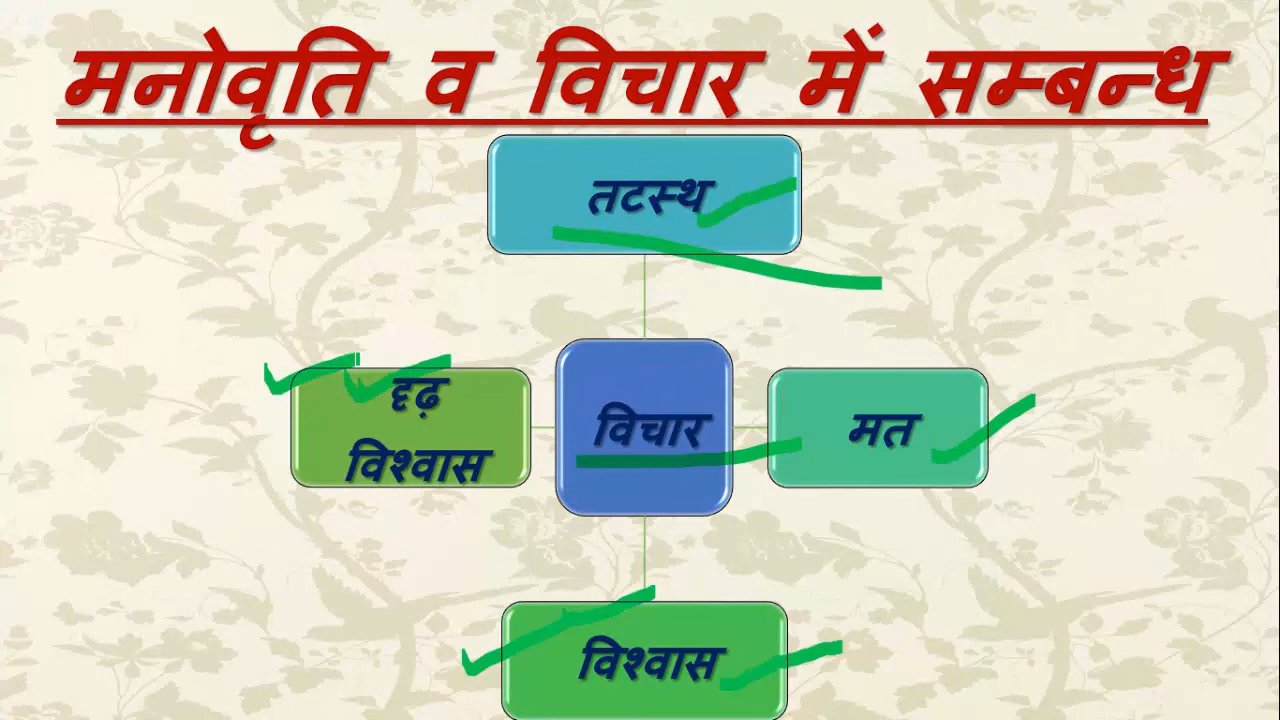 मनोवृति व विचार में सम्बन्ध
तटस्थ
दृढ़
विश्वास
विचार
मत
विश्वास